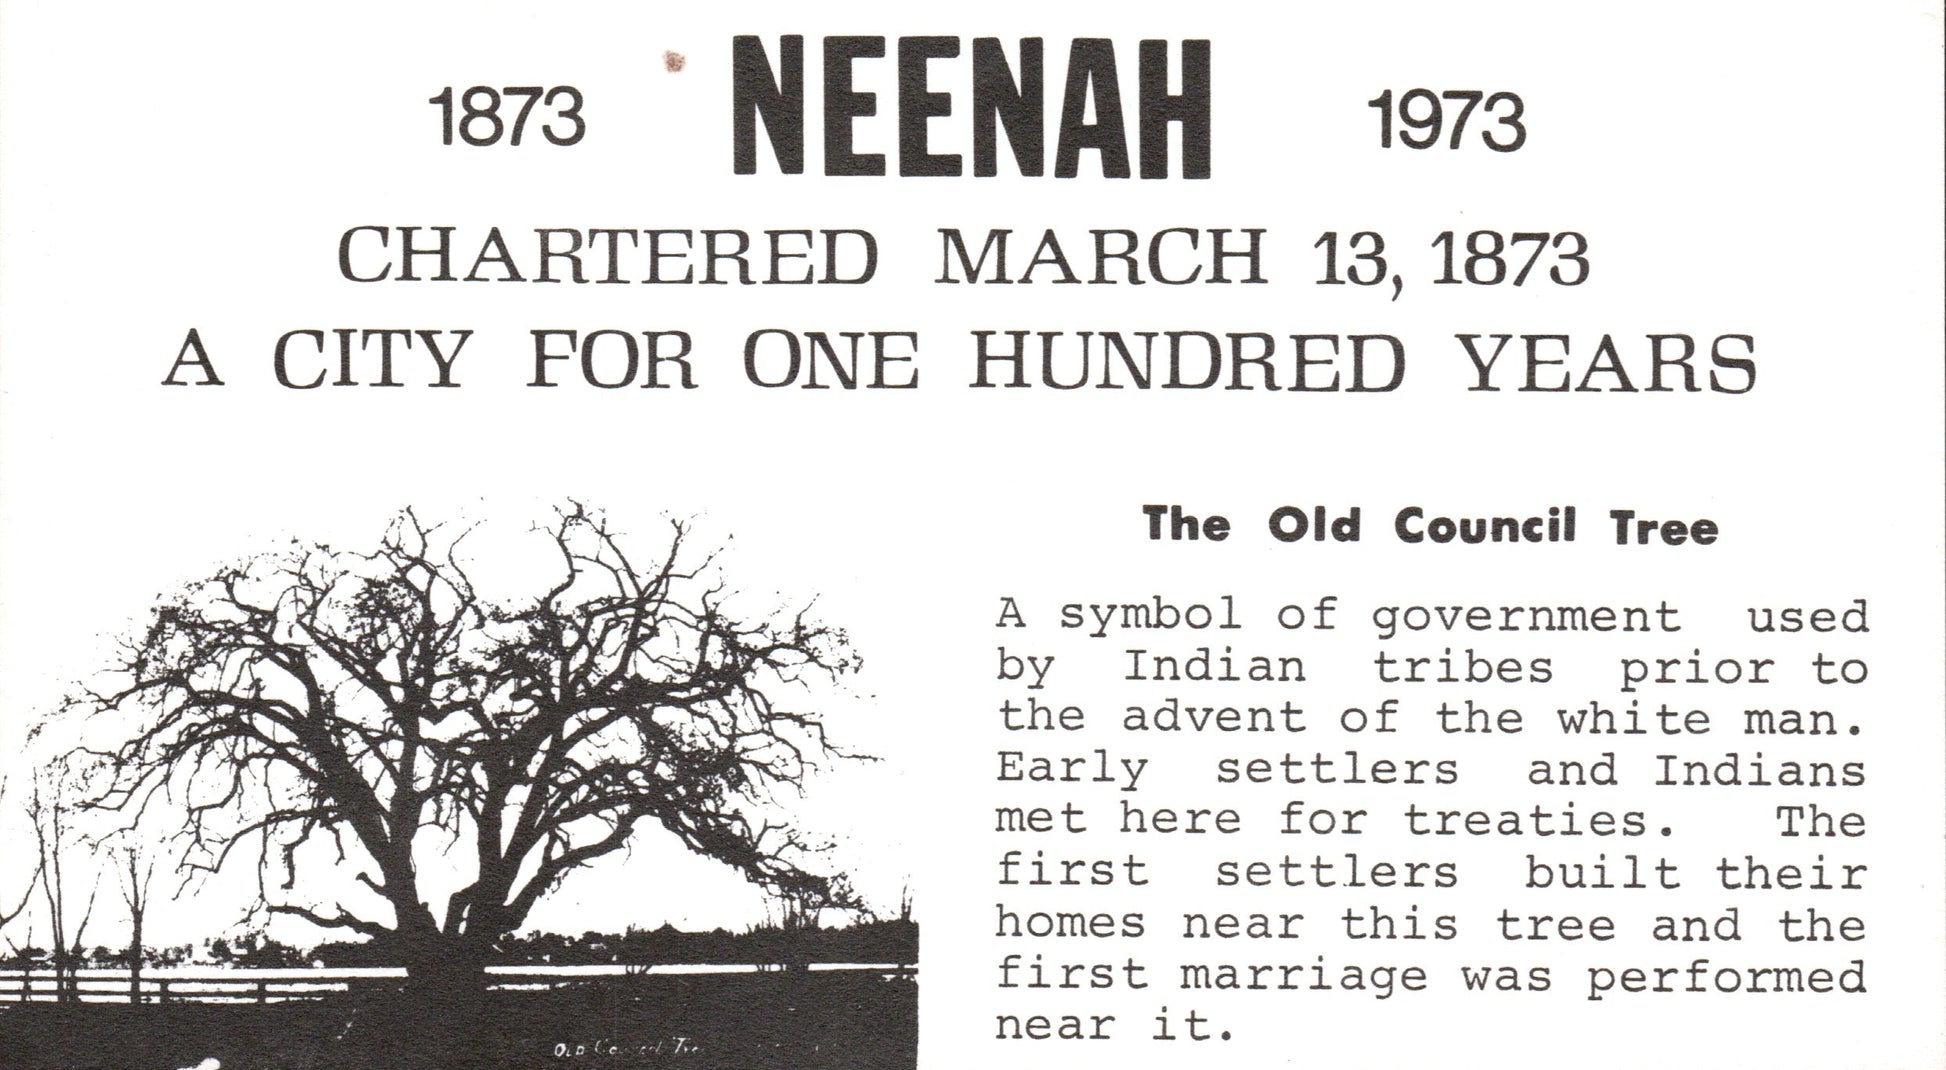 1873 NEENAH 1973
CHARTERED MARCH 13, 1873
A CITY FOR ONE HUNDRED YEARS
The Old Council Tree
A symbol of government used
by Indian tribes prior to
the advent of the white man.
Early settlers and Indians
met here for treaties. The
first settlers built their
homes near this tree and the
first marriage was performed
near it.
OLD Council Tree